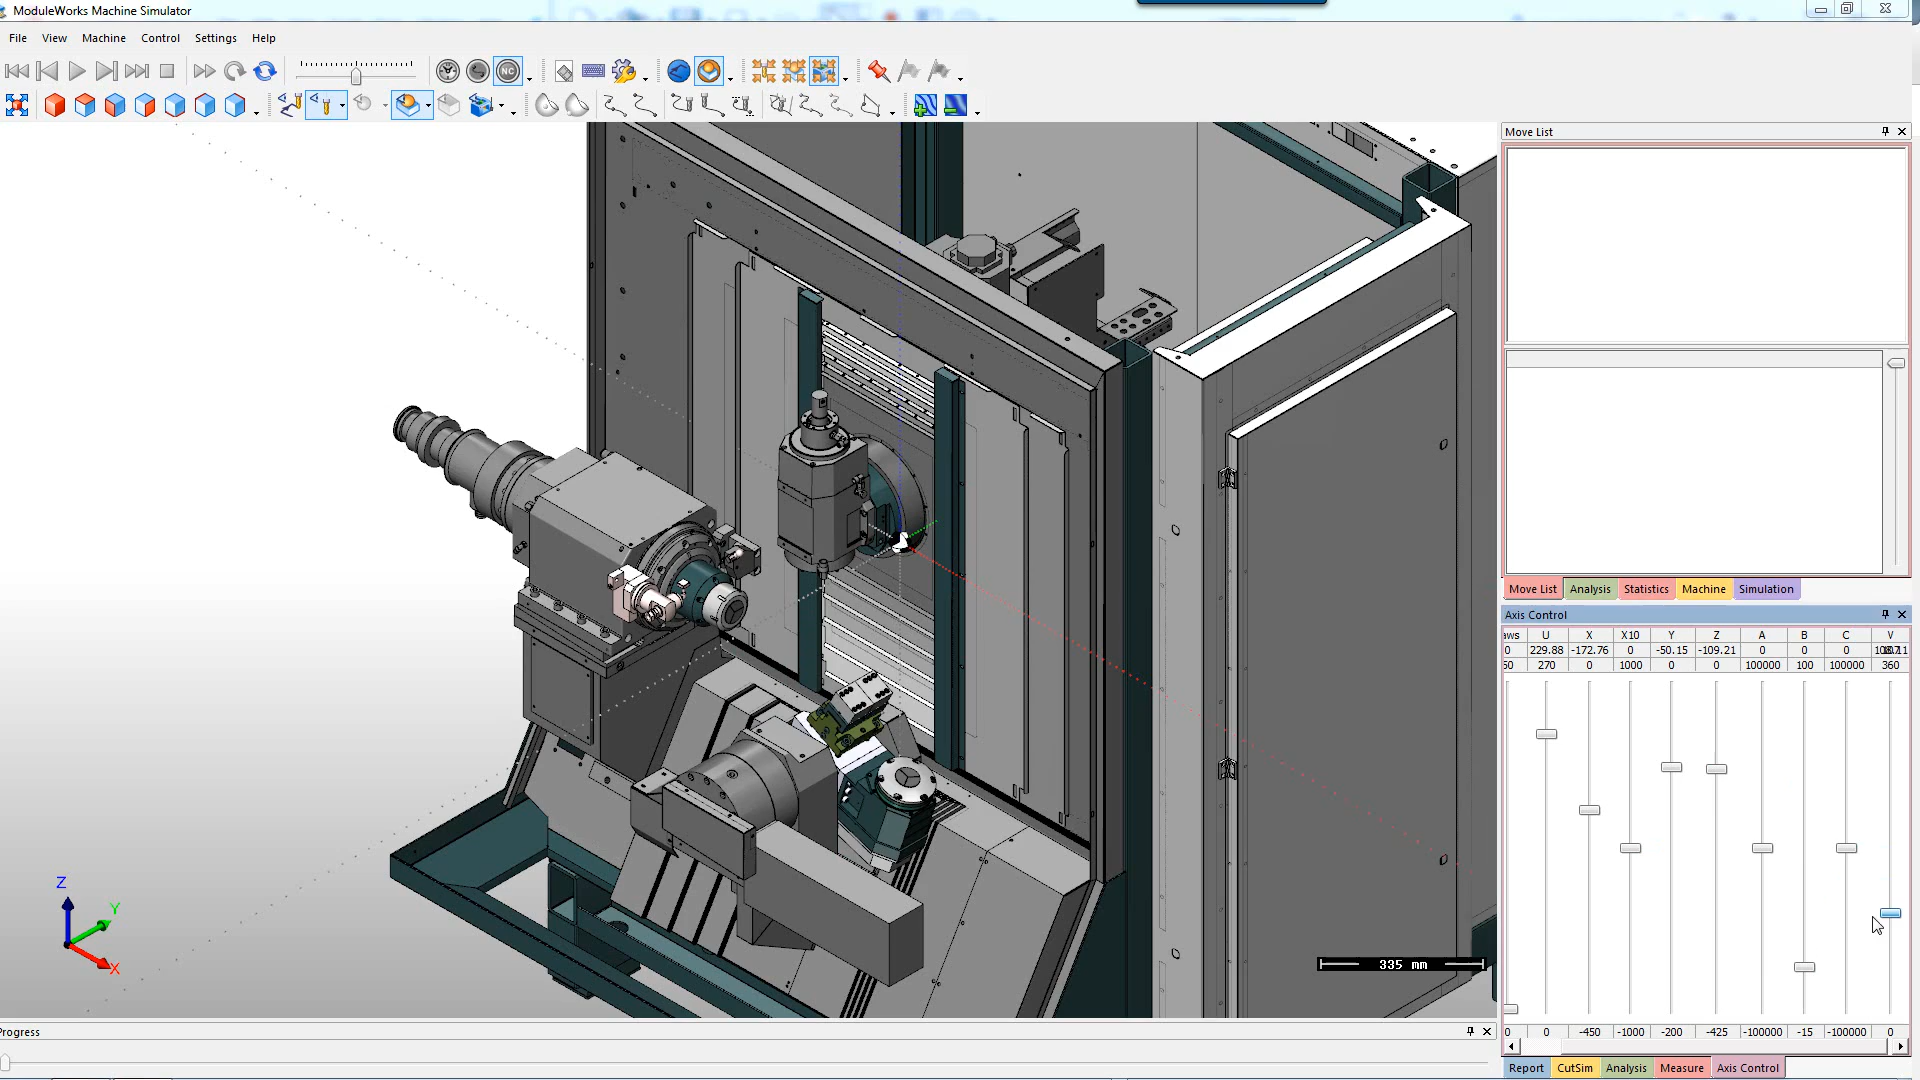 ModuleWorks Machine Simulator
File View Machine Control Settings Help
NC
Move List
Move List Analysis Statistics Machine Simulation
Axis Control
aws U X X10 Y Z A B C V
0 229.88 -172.76 0 -50.15 -109.21 0 0 0
50 270 0 1000 0 0 100000 100 100000 360
Z
Y
X
335 mm
0 0 -450 -1000 -200 -425 -100000 -15 -100000 0
Progress
Report CutSim Analysis Measure Axis Control